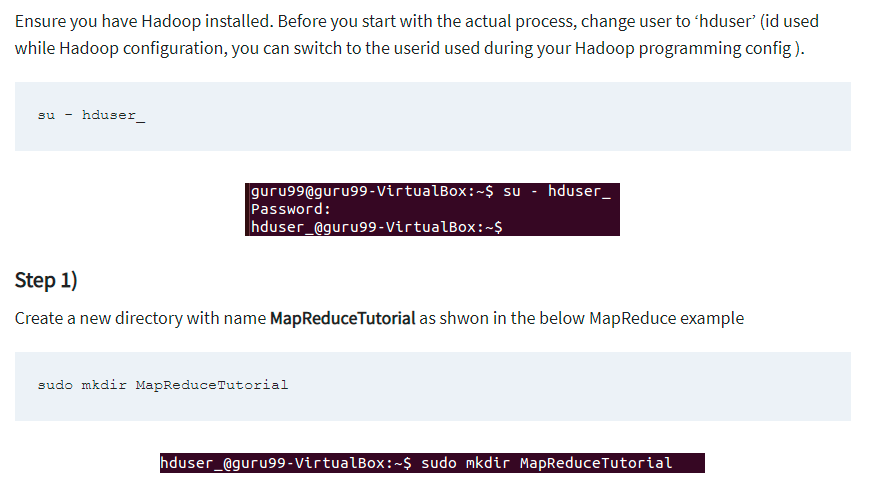 Ensure you have Hadoop installed. Before you start with the actual process, change user to ‘hduser’ (id used
while Hadoop configuration, you can switch to the userid used during your Hadoop programming config ).
su - hduser_
guru99@guru99-VirtualBox:~$ su - hduser_
Password:
hduser_@guru99-VirtualBox:~$
Step 1)
Create a new directory with name MapReduceTutorial as shwon in the below MapReduce example
sudo mkdir MapReduceTutorial
hduser_@guru99-VirtualBox:~$ sudo mkdir MapReduceTutorial